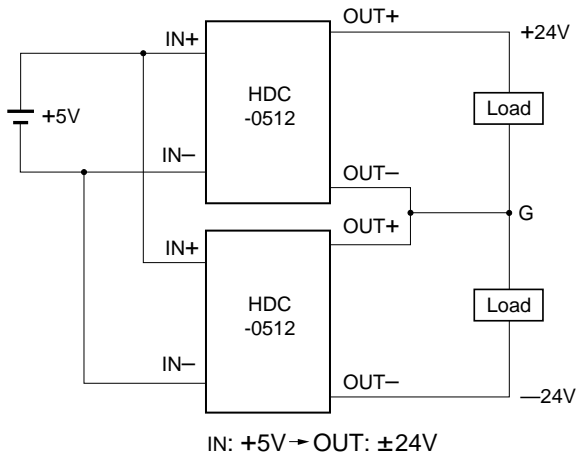 OUT+
+24V
IN+
HDC
-0512
Load
+5V
IN–
OUT–
G
OUT+
IN+
HDC
-0512
Load
IN–
OUT–
—24V
IN: +5V→OUT: ±24V